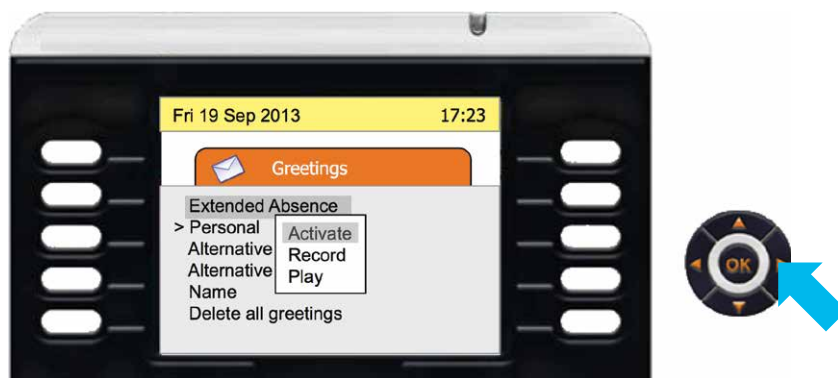 Fri 19 Sep 2013 17:23
Greetings
Extended Absence
> Personal
Alternative
Alternative
Name
Delete all greetings
Activate
Record
Play
OK